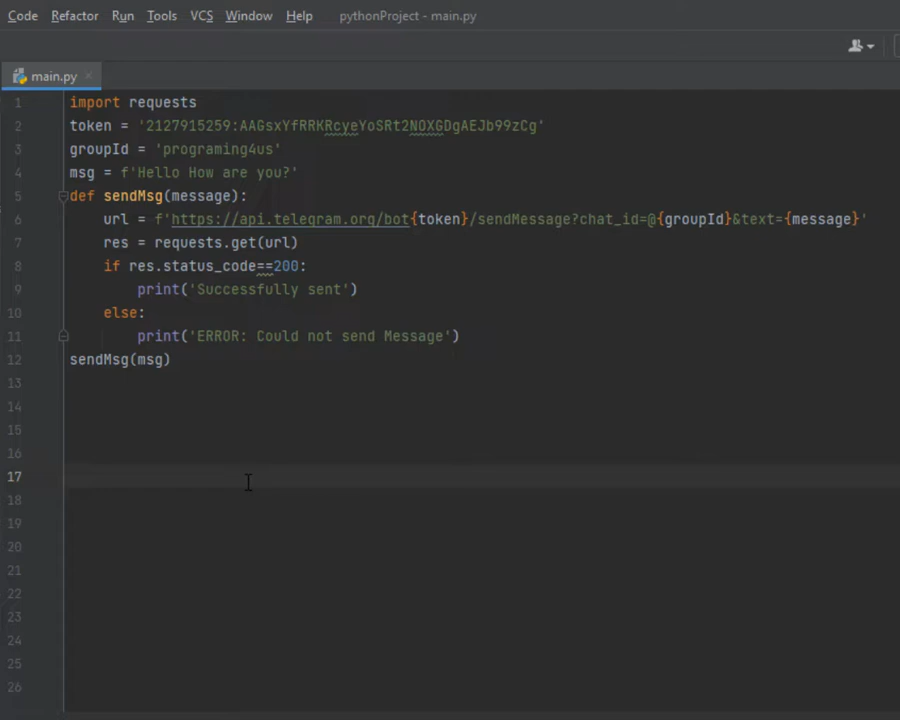 Code Refactor Run Tools VCS Window Help pythonProject - main.py
main.py
1 import requests
2 token = '2127915259:AAGsxYfRRKRcyeYoSRt2NOXGDgAEJb99zCg'
3 groupId = 'programing4us'
4 msg = f'Hello How are you?'
5 def sendMsg(message):
6 url = f'https://api.telegram.org/bot{token}/sendMessage?chat_id=@{groupId}&text={message}'
7 res = requests.get(url)
8 if res.status_code==200:
9 print('Successfully sent')
10 else:
11 print('ERROR: Could not send Message')
12 sendMsg(msg)
13
14
15
16
17
18
19
20
21
22
23
24
25
26